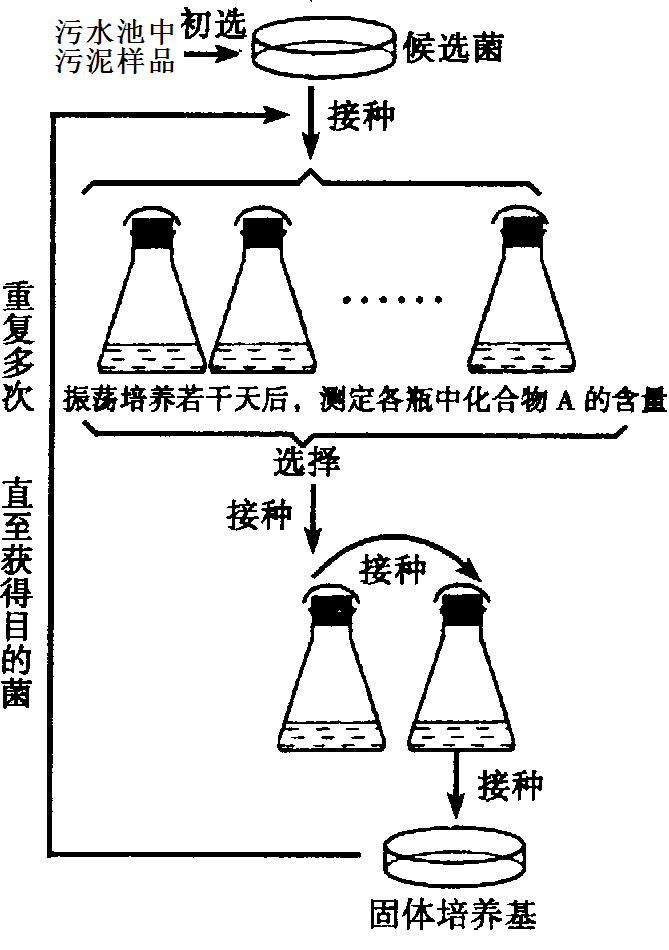 污水池中
污泥样品
初选
候选菌
接种
······
振荡培养若干天后，测定各瓶中化合物 A 的含量
选择
接种
接种
接种
固体培养基
重复多次
直至获得目的菌